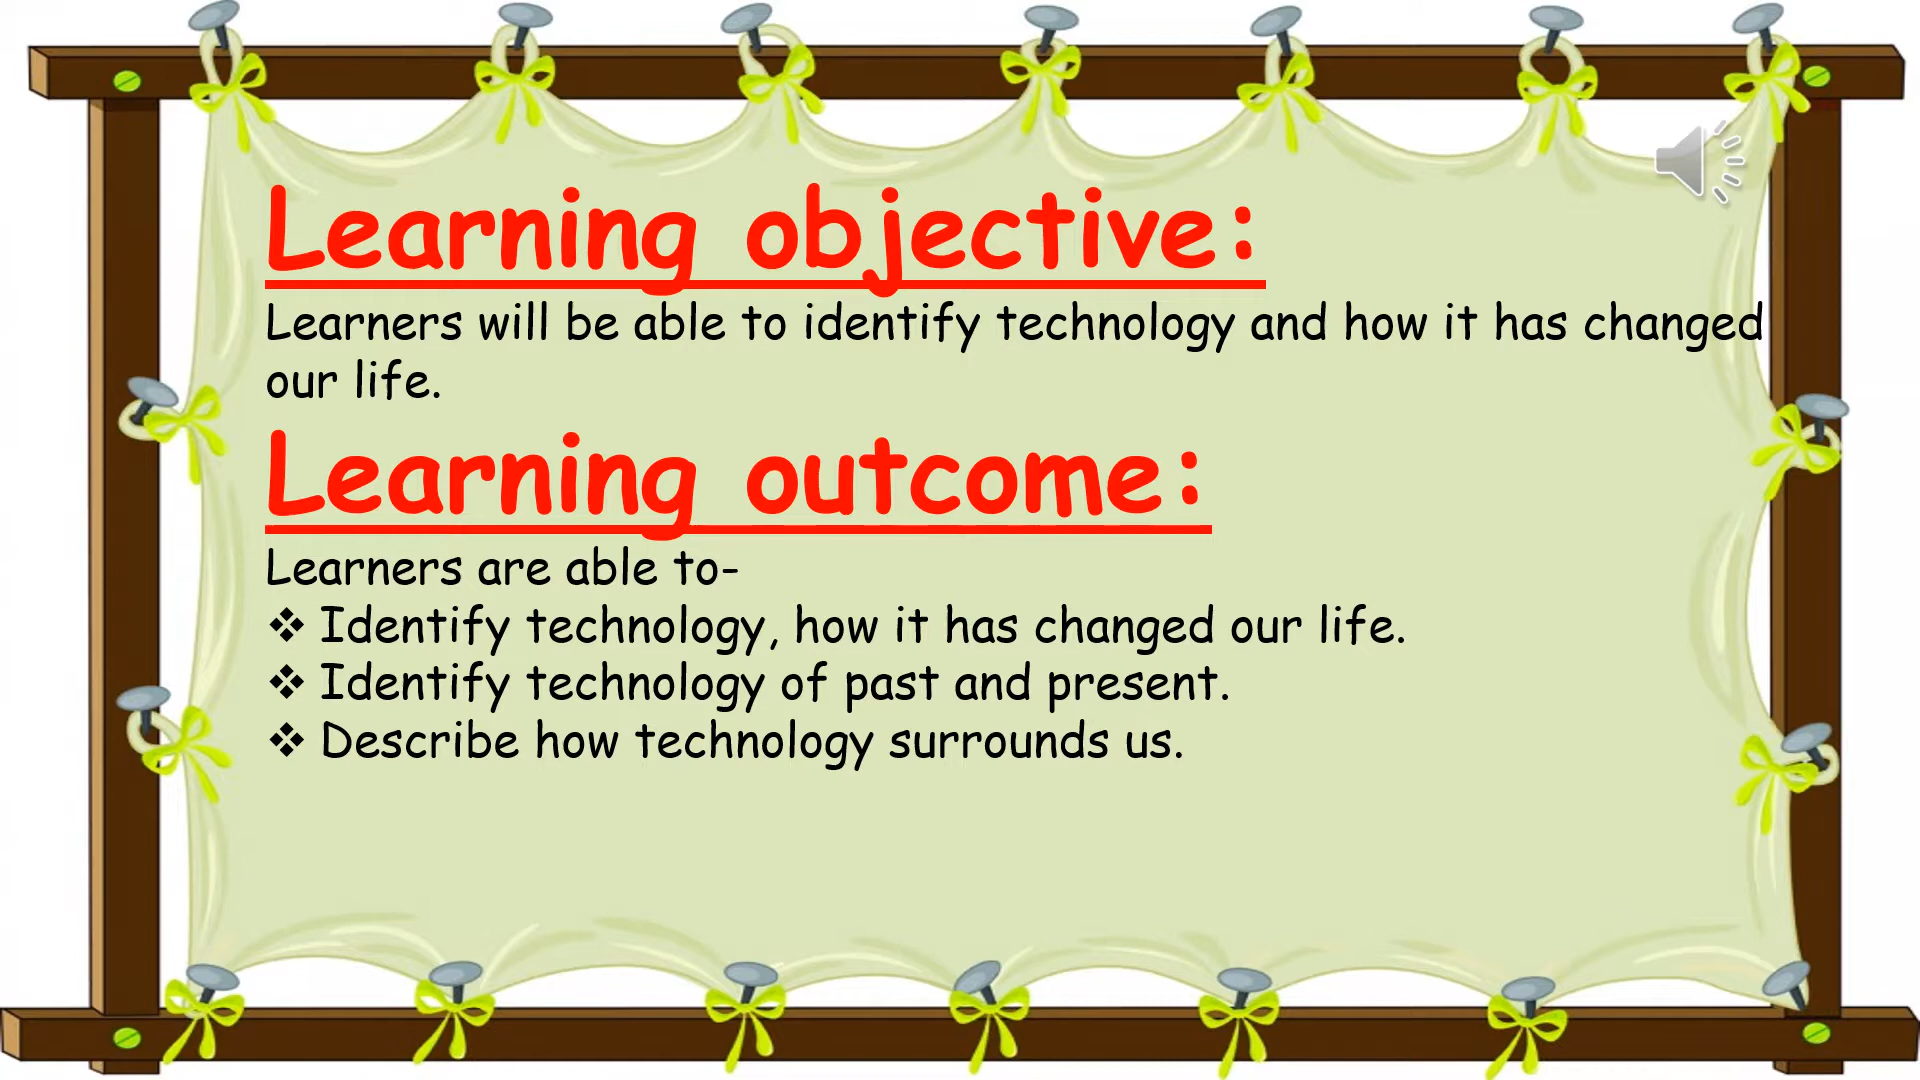 Learning objective:
Learners will be able to identify technology and how it has changed
our life.
Learning outcome:
Learners are able to-
❖ Identify technology, how it has changed our life.
❖ Identify technology of past and present.
❖ Describe how technology surrounds us.